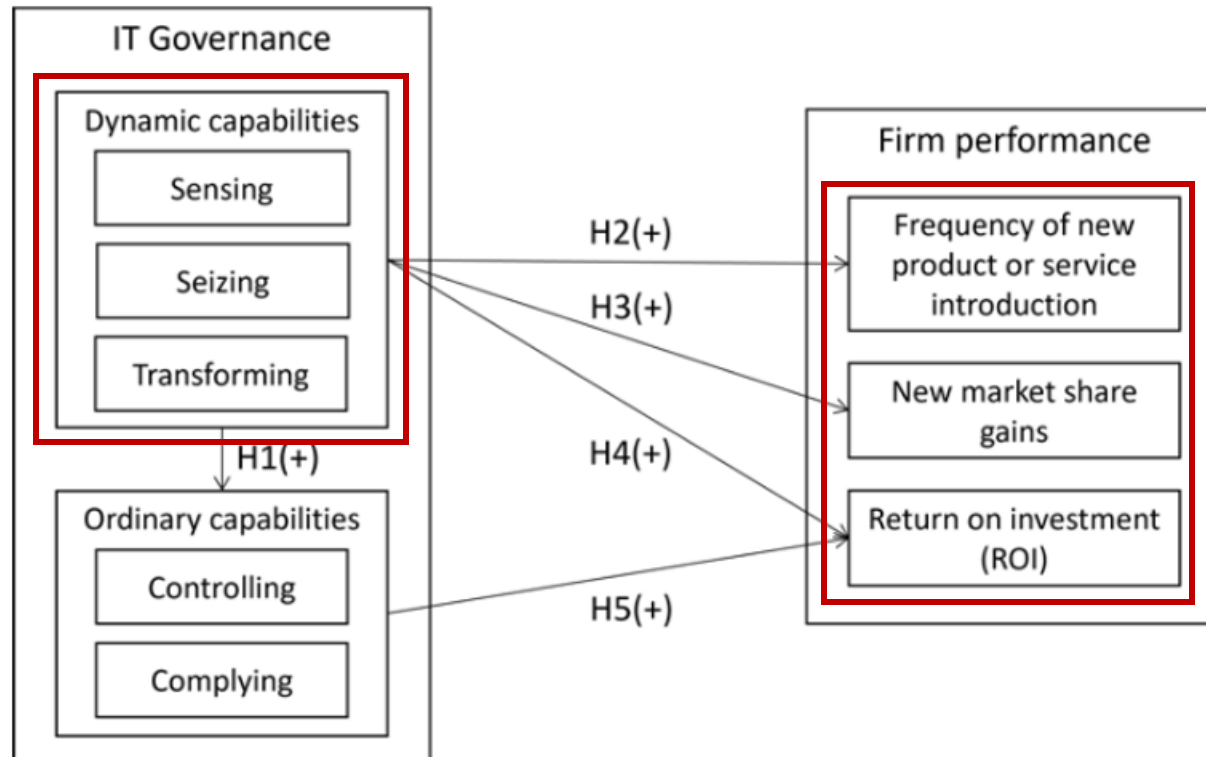 IT Governance
Dynamic capabilities
Sensing
Seizing
Transforming
H1(+)
Ordinary capabilities
Controlling
Complying
H2(+)
H3(+)
H4(+)
H5(+)
Firm performance
Frequency of new
product or service
introduction
New market share
gains
Return on investment
(ROI)